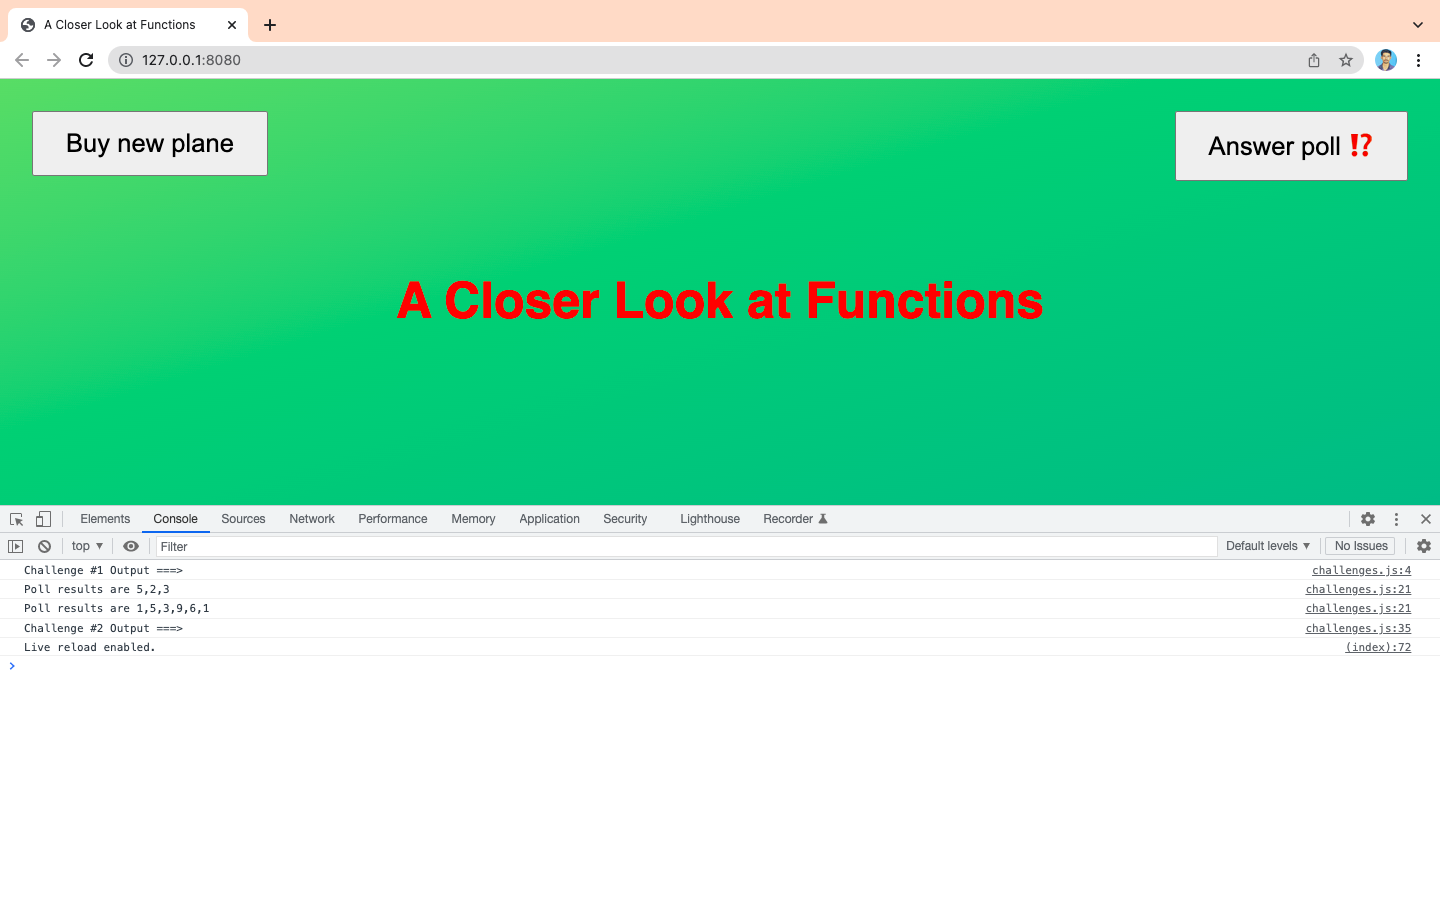 A Closer Look at Functions
127.0.0.1:8080
Buy new plane
Answer poll ⁉️
A Closer Look at Functions
Elements Console Sources Network Performance Memory Application Security Lighthouse Recorder
top Filter Default levels No Issues
Challenge #1 Output ===> challenges.js:4
Poll results are 5,2,3 challenges.js:21
Poll results are 1,5,3,9,6,1 challenges.js:21
Challenge #2 Output ===> challenges.js:35
Live reload enabled. (index):72